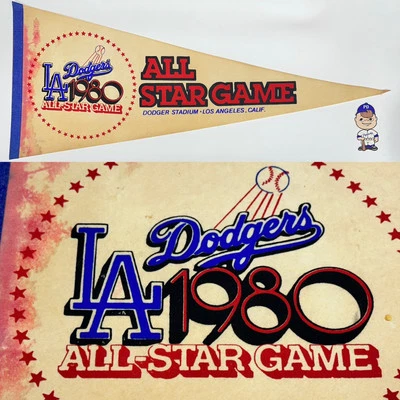 Dodgers
LA 1980
ALL-STAR GAME
ALL
STAR GAME
DODGER STADIUM - LOS ANGELES, CALIF.
PD
Dodgers
LA 1980
ALL-STAR GAME